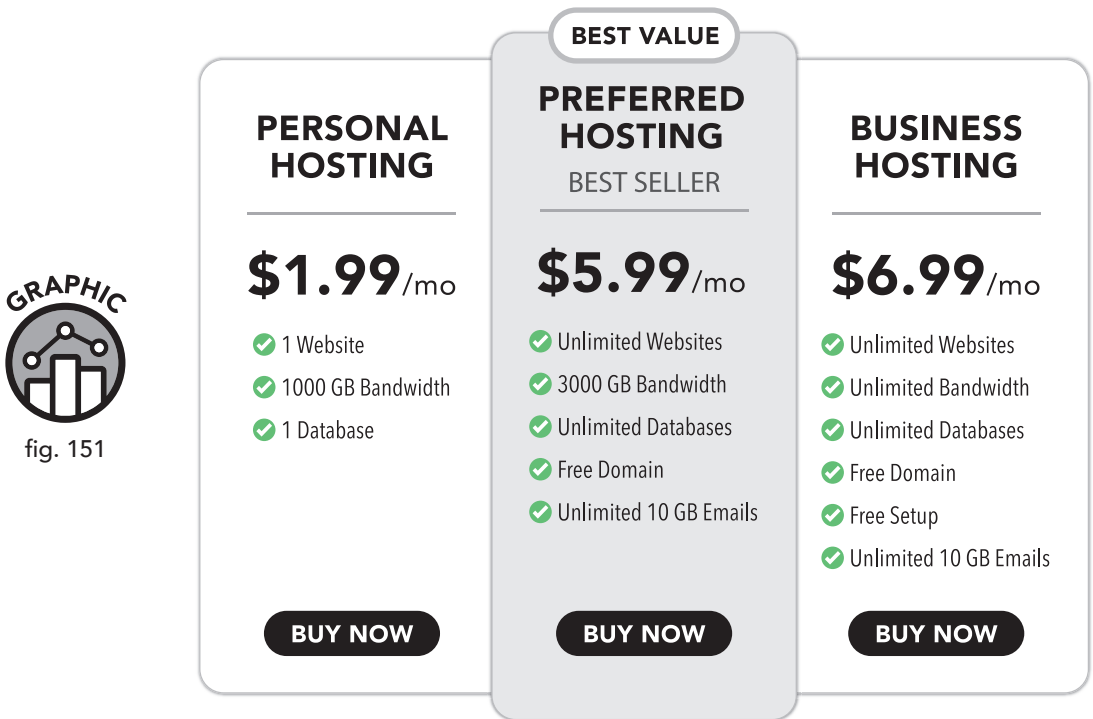 GRAPHIC
fig. 151
PERSONAL
HOSTING
$1.99/mo
1 Website
1000 GB Bandwidth
1 Database
BUY NOW
BEST VALUE
PREFERRED
HOSTING
BEST SELLER
$5.99/mo
Unlimited Websites
3000 GB Bandwidth
Unlimited Databases
Free Domain
Unlimited 10 GB Emails
BUY NOW
BUSINESS
HOSTING
$6.99/mo
Unlimited Websites
Unlimited Bandwidth
Unlimited Databases
Free Domain
Free Setup
Unlimited 10 GB Emails
BUY NOW